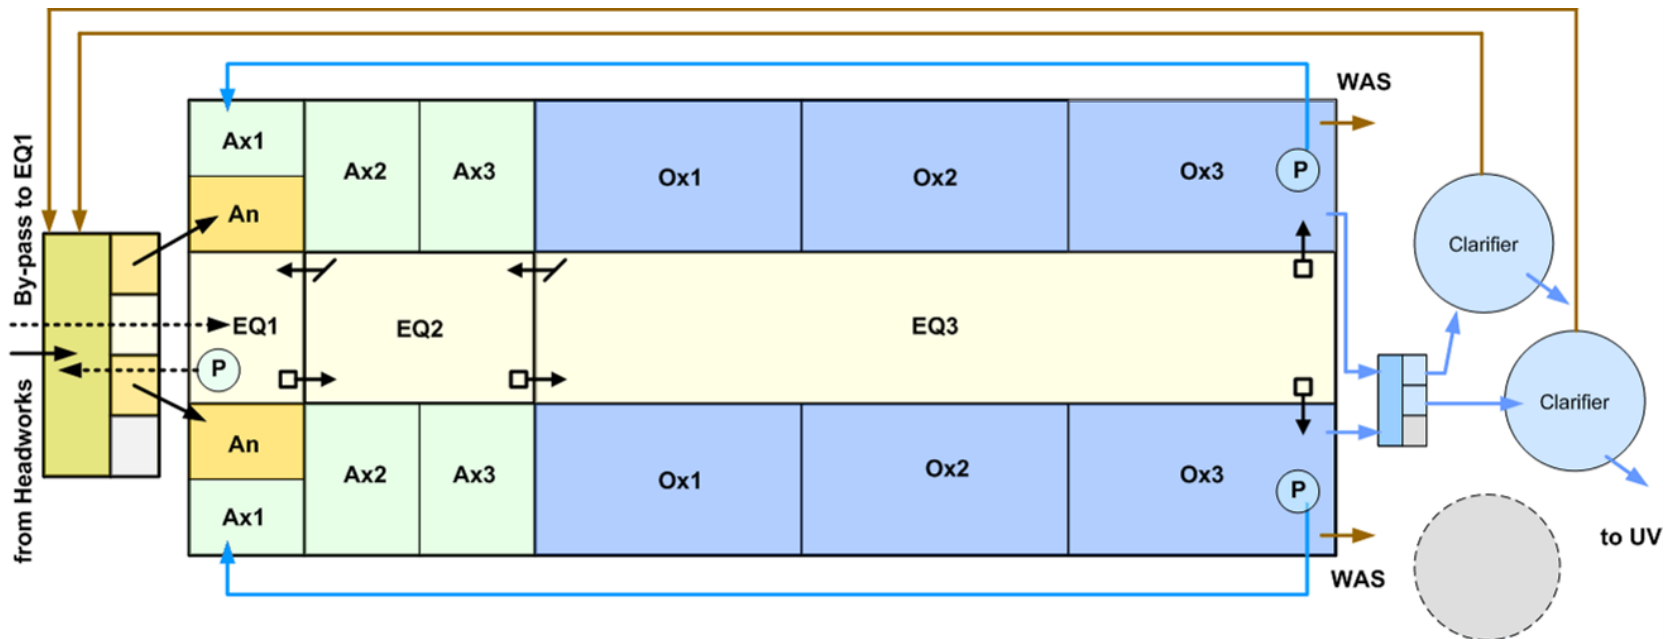 WAS
By-pass to EQ1
from Headworks
Ax1
An
Ax2
Ax3
Ox1
Ox2
Ox3
P
Clarifier
EQ1
P
EQ2
EQ3
Clarifier
An
Ax1
Ax2
Ax3
Ox1
Ox2
Ox3
P
WAS
to UV